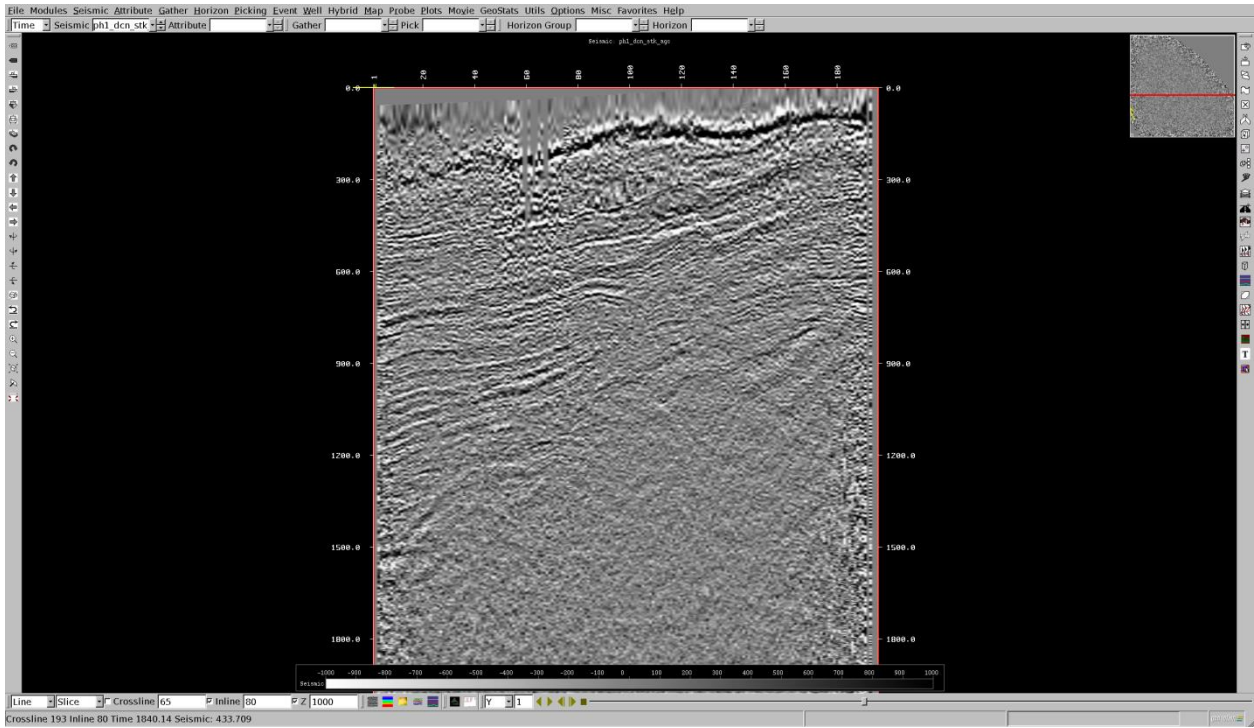 File Modules Seismic Attribute Gather Horizon Picking Event Well Hybrid Map Probe Plots Movie GeoStats Utils Options Misc Favorites Help
Time Seismic ph1_dcn_stk Attribute Gather Pick Horizon Group Horizon
Seismic ph1_dcn_stk_agc
1 20 40 60 80 100 120 140 160 180
0.0 0.0
300.0 300.0
600.0 600.0
900.0 900.0
1200.0 1200.0
1500.0 1500.0
1800.0 1800.0
-1000 -900 -800 -700 -600 -500 -400 -300 -200 -100 0 100 200 300 400 500 600 700 800 900 1000
Seismic
Line Slice Crossline 65 Inline 80 Z 1000 Y 1
Crossline 193 Inline 80 Time 1840.14 Seismic: 433.709